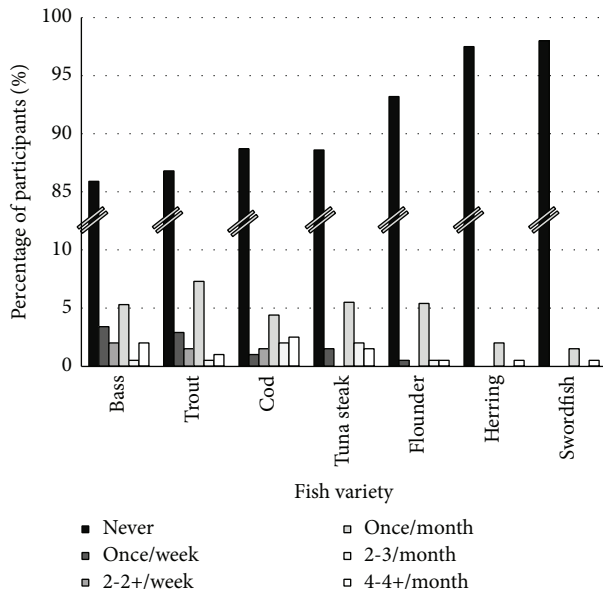 100
95
90
85
10
5
0
Percentage of participants (%)
Bass
Trout
Cod
Tuna steak
Flounder
Herring
Swordfish
Fish variety
Never
Once/week
2-2+/week
Once/month
2-3/month
4-4+/month